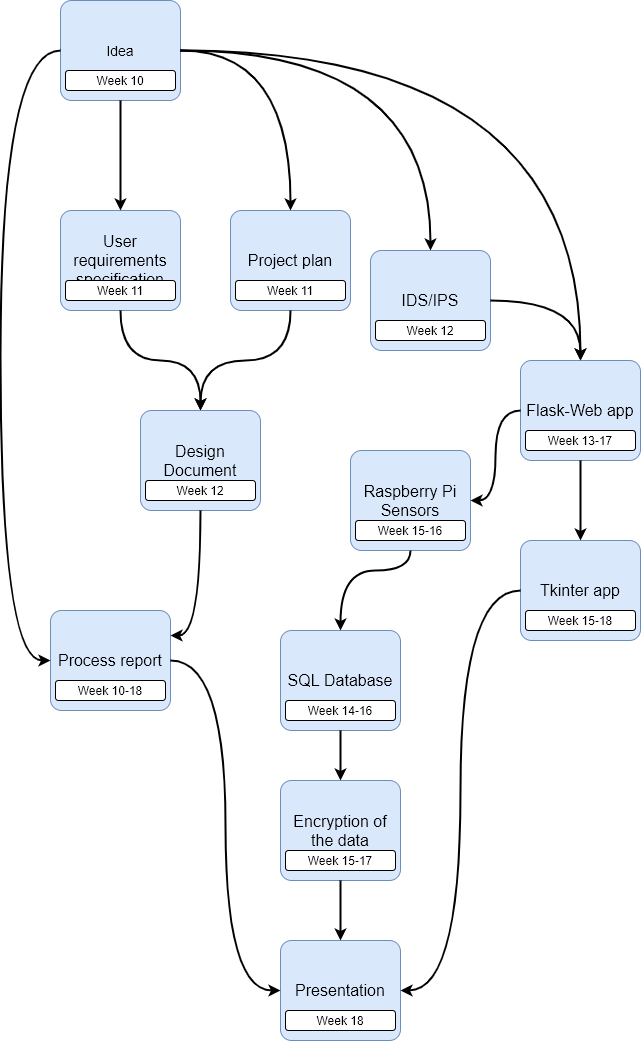 Idea
Week 10
User
requirements
specification
Week 11
Project plan
Week 11
IDS/IPS
Week 12
Flask-Web app
Week 13-17
Design
Document
Week 12
Raspberry Pi
Sensors
Week 15-16
Tkinter app
Week 15-18
Process report
Week 10-18
SQL Database
Week 14-16
Encryption of
the data
Week 15-17
Presentation
Week 18